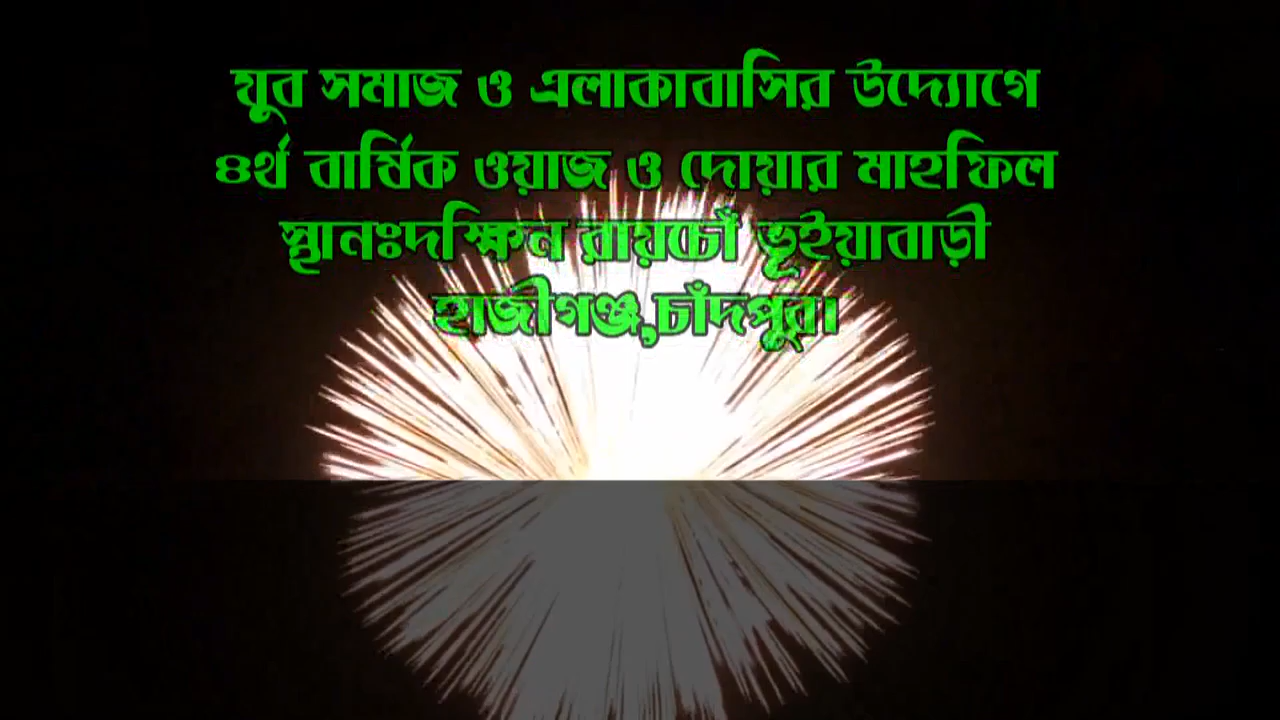 যুব সমাজ ও এলাকাবাসির উদ্যোগে
৪র্থ বার্ষিক ওয়াজ ও দোয়ার মাহফিল
স্থানঃদক্ষিন রায়চোঁ ভূইয়াবাড়ী
হাজীগঞ্জ,চাঁদপুর।